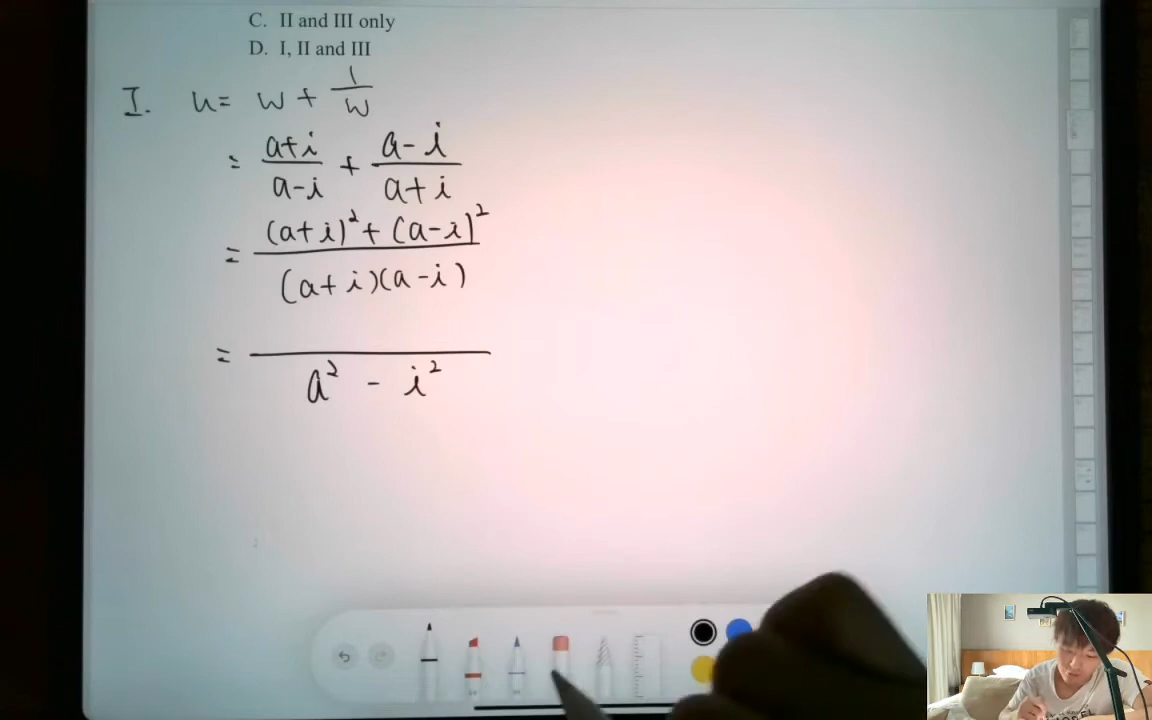 C. II and III only
D. I, II and III
I. u = w + 1/w
= (a+i)/(a-i) + (a-i)/(a+i)
= ((a+i)² + (a-i)²)/((a+i)(a-i))
= /(a² - i²)